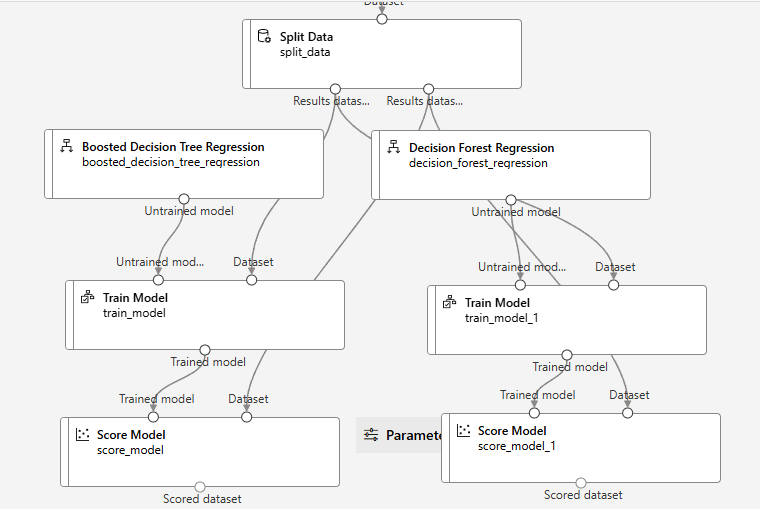 Dataset
Split Data
split_data
Results datas...
Results datas...
Boosted Decision Tree Regression
boosted_decision_tree_regression
Decision Forest Regression
decision_forest_regression
Untrained model
Untrained model
Untrained mod...
Dataset
Untrained mod...
Dataset
Train Model
train_model
Train Model
train_model_1
Trained model
Trained model
Trained model
Dataset
Trained model
Dataset
Score Model
score_model
Paramete
Score Model
score_model_1
Scored dataset
Scored dataset